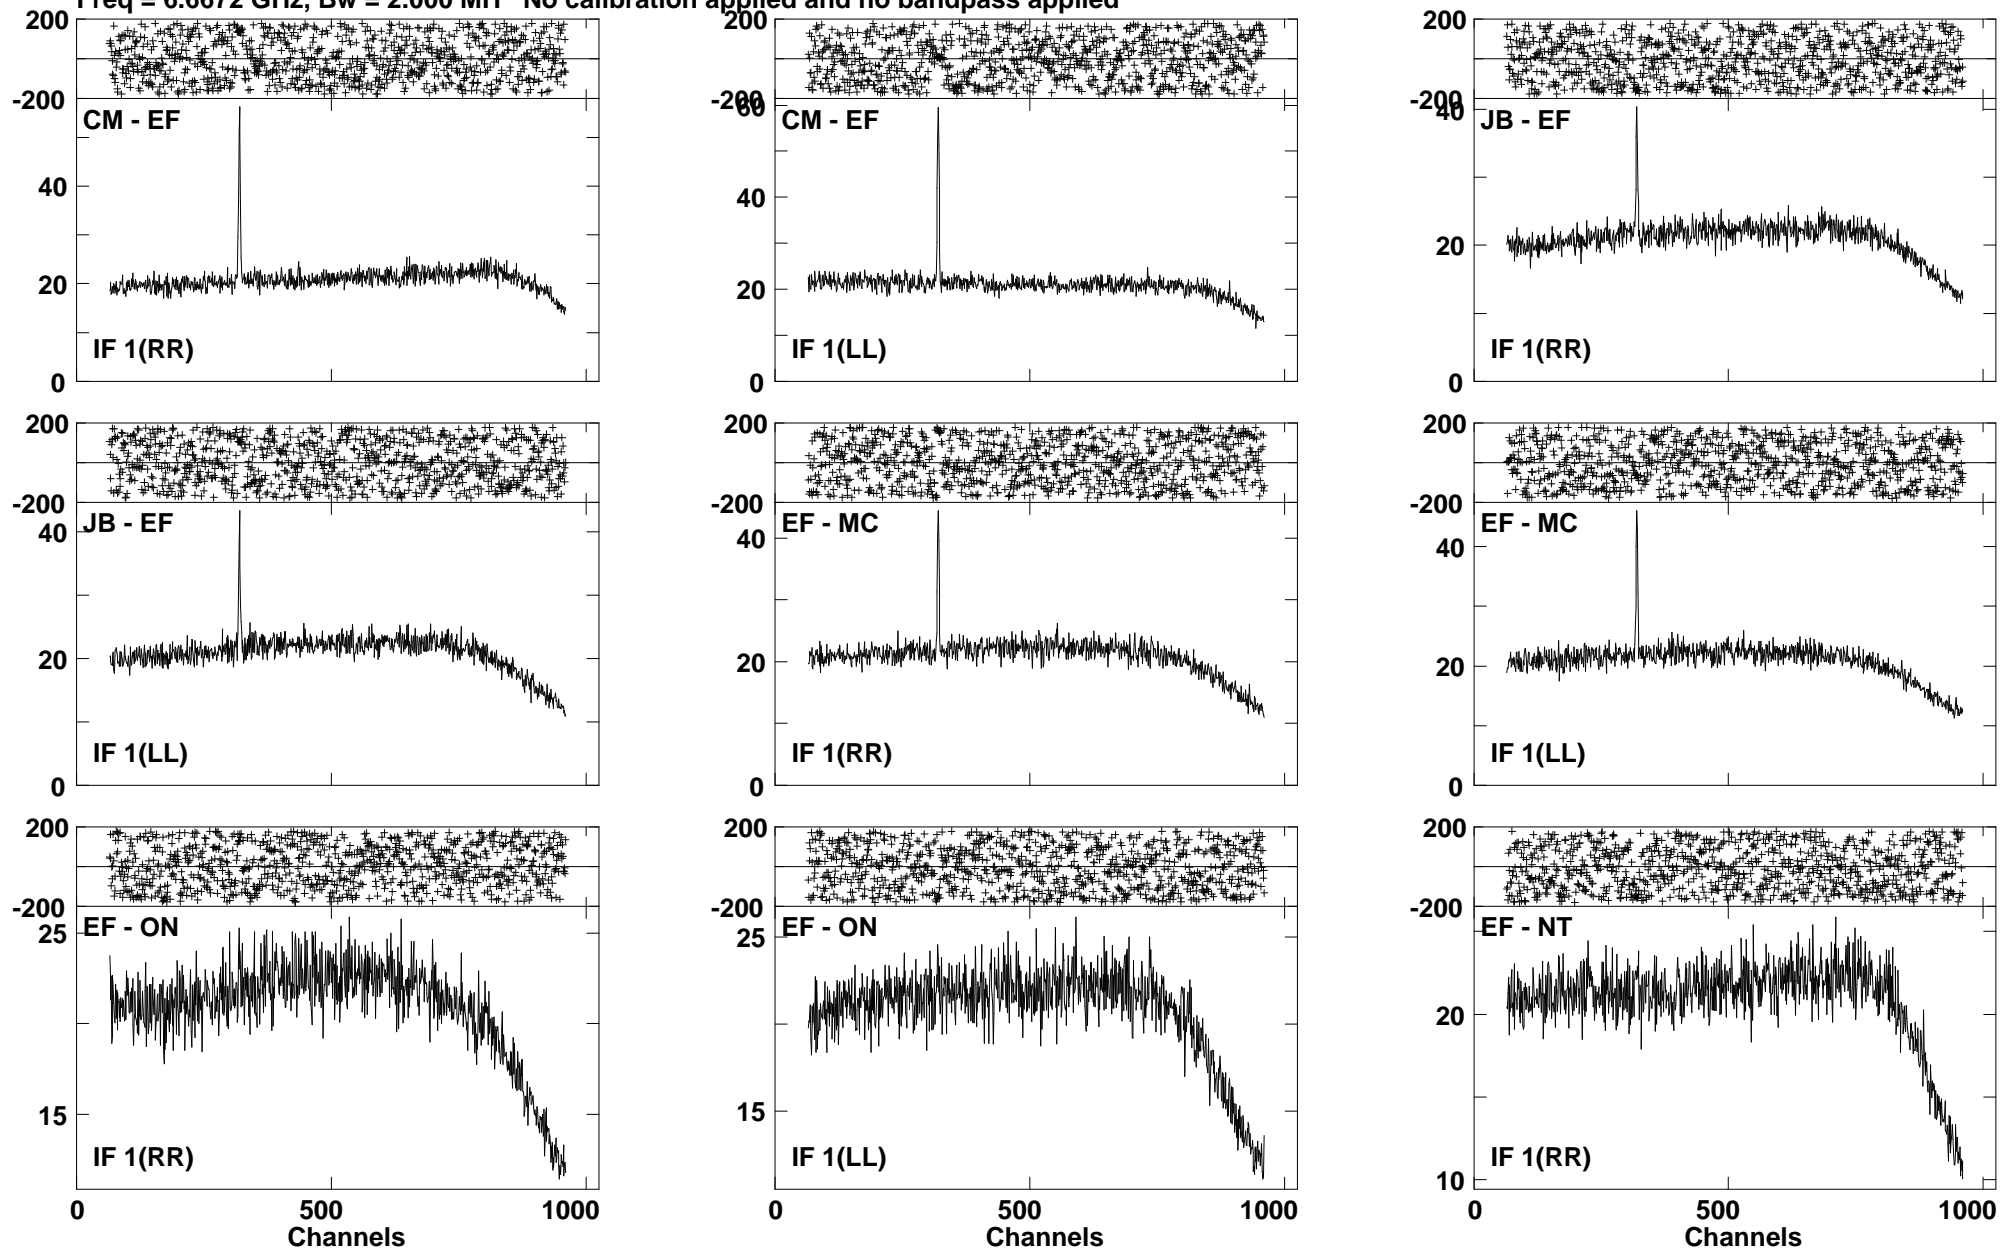 Freq = 6.6672 GHz, Bw = 2.000 MH No calibration applied and no bandpass applied
200 200 200
-200 -200 -200
CM - EF CM - EF JB - EF
60 40
40 40
20 20 20
IF 1(RR) IF 1(LL) IF 1(RR)
0 0 0
200 200 200
-200 -200 -200
JB - EF EF - MC EF - MC
40 40 40
20 20 20
IF 1(LL) IF 1(RR) IF 1(LL)
0 0 0
200 200 200
-200 -200 -200
EF - ON EF - ON EF - NT
25 25
20
15 15
IF 1(RR) IF 1(LL) IF 1(RR)
10
0 500 1000 0 500 1000 0 500 1000
Channels Channels Channels